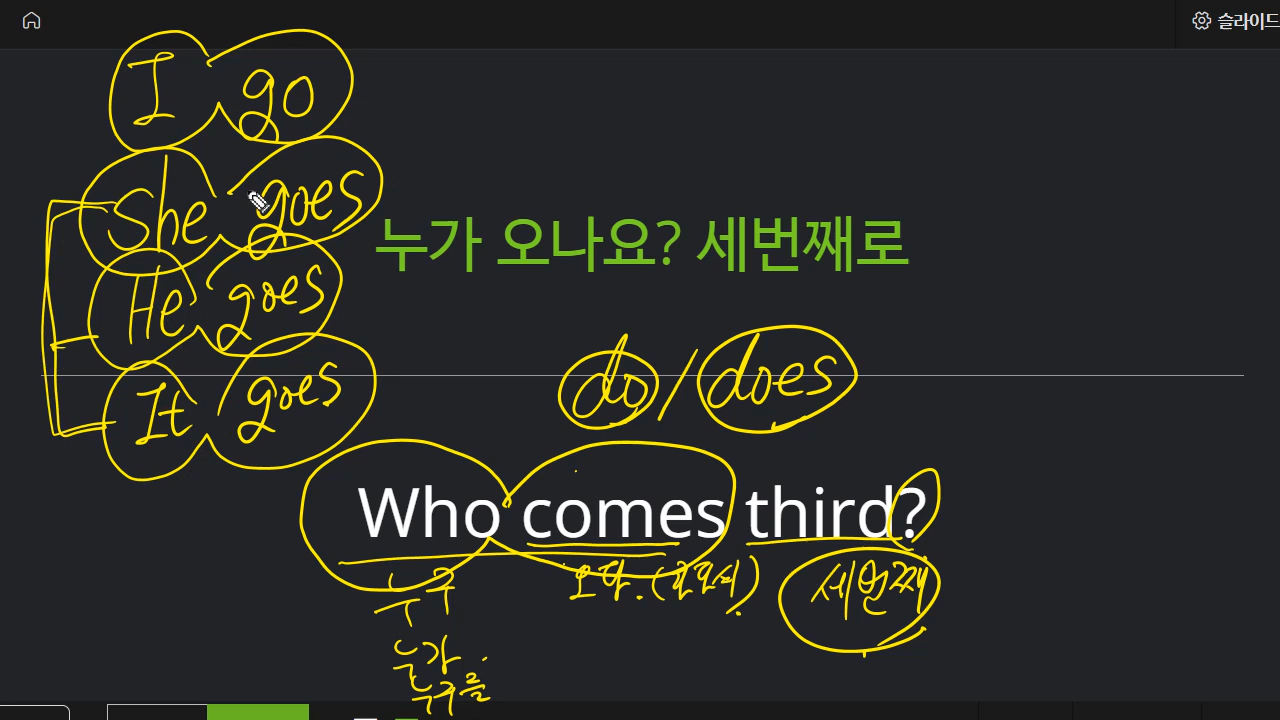 슬라이드
I go
She goes
누가 오나요? 세번째로
He goes
It goes
do / does
Who comes third?
누구
오다.
세번째
누가
누구를